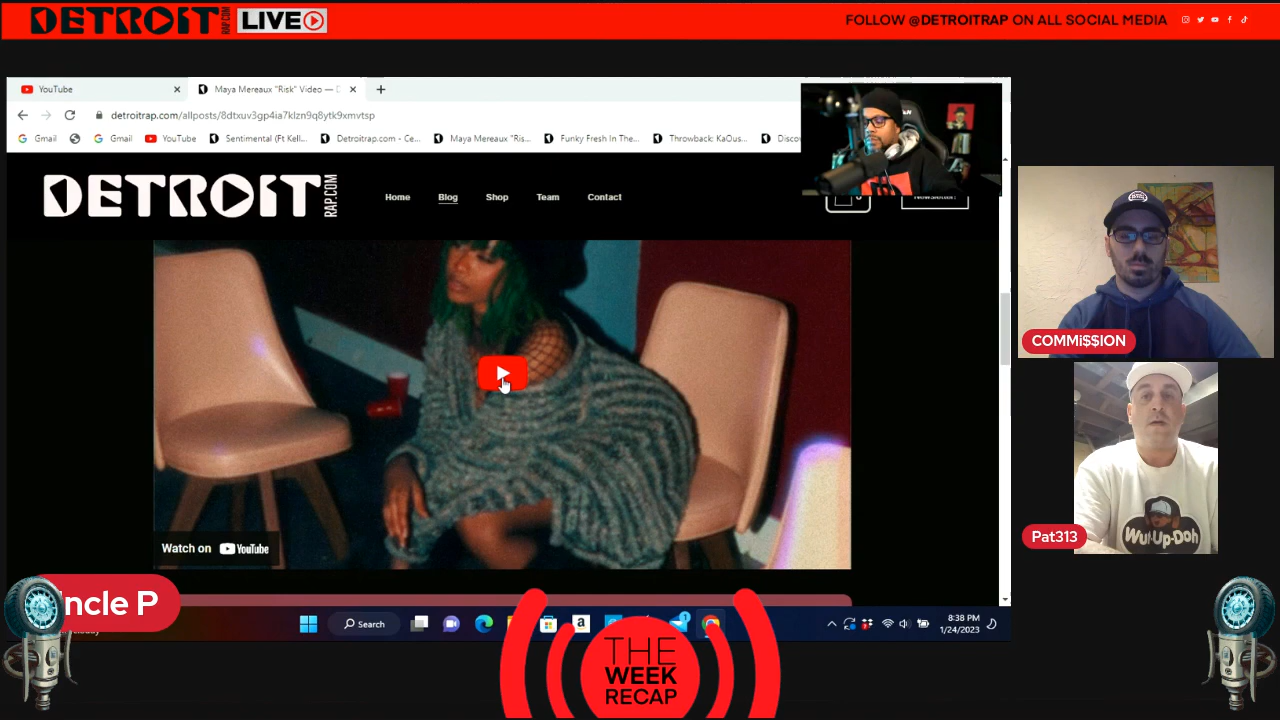 DETROIT RAP.COM LIVE
FOLLOW @DETROITRAP ON ALL SOCIAL MEDIA
YouTube
Maya Mereaux "Risk" Video —
detroitrap.com/allposts/8dtxuv3gp4ia7klzn9q8ytk9xmvtsp
Gmail
Gmail
YouTube
Sentimental (Ft Kell...
Detroitrap.com - Ce...
Maya Mereaux "Ris...
Funky Fresh In The...
Throwback: KaOus...
Disco
DETROIT RAP.COM
Home
Blog
Shop
Team
Contact
Watch on YouTube
COMMi$$ION
Wut-Up-Doh
Pat313
ncle P
Search
8:38 PM
1/24/2023
THE
WEEK
RECAP